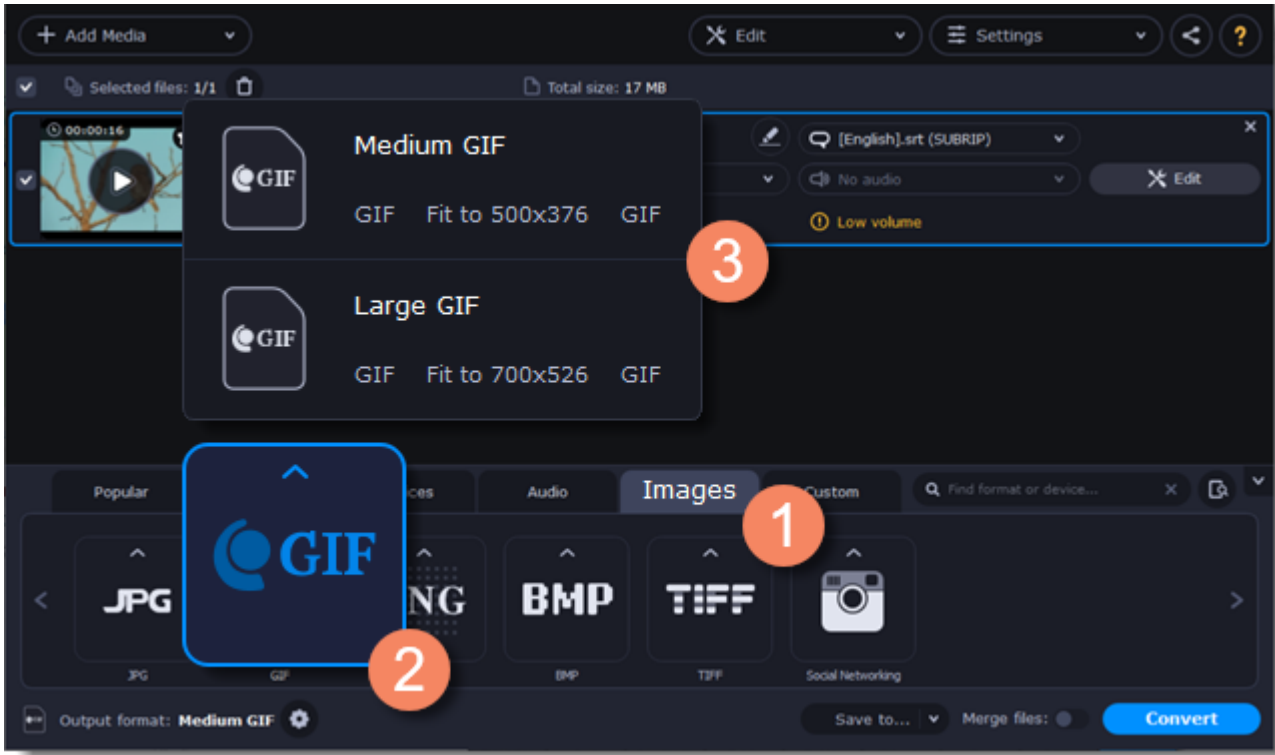 Add Media
Edit
Settings
?
Selected files: 1/1
Total size: 17 MB
00:00:16
Medium GIF
GIF
GIF Fit to 500x376 GIF
[English].srt (SUBRIP)
No audio
Edit
Low volume
3
Large GIF
GIF
GIF Fit to 700x526 GIF
Popular
Audio
Images
Custom
Find format or device...
1
JPG
GIF
NG
BMP
TIFF
2
JPG
GIF
BMP
TIFF
Social Networking
Output format: Medium GIF
Save to...
Merge files:
Convert